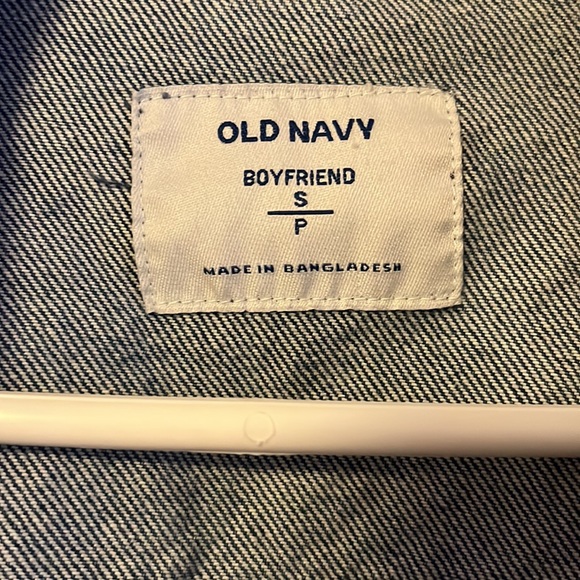 OLD NAVY
BOYFRIEND
S
P
MADE IN BANGLADESH